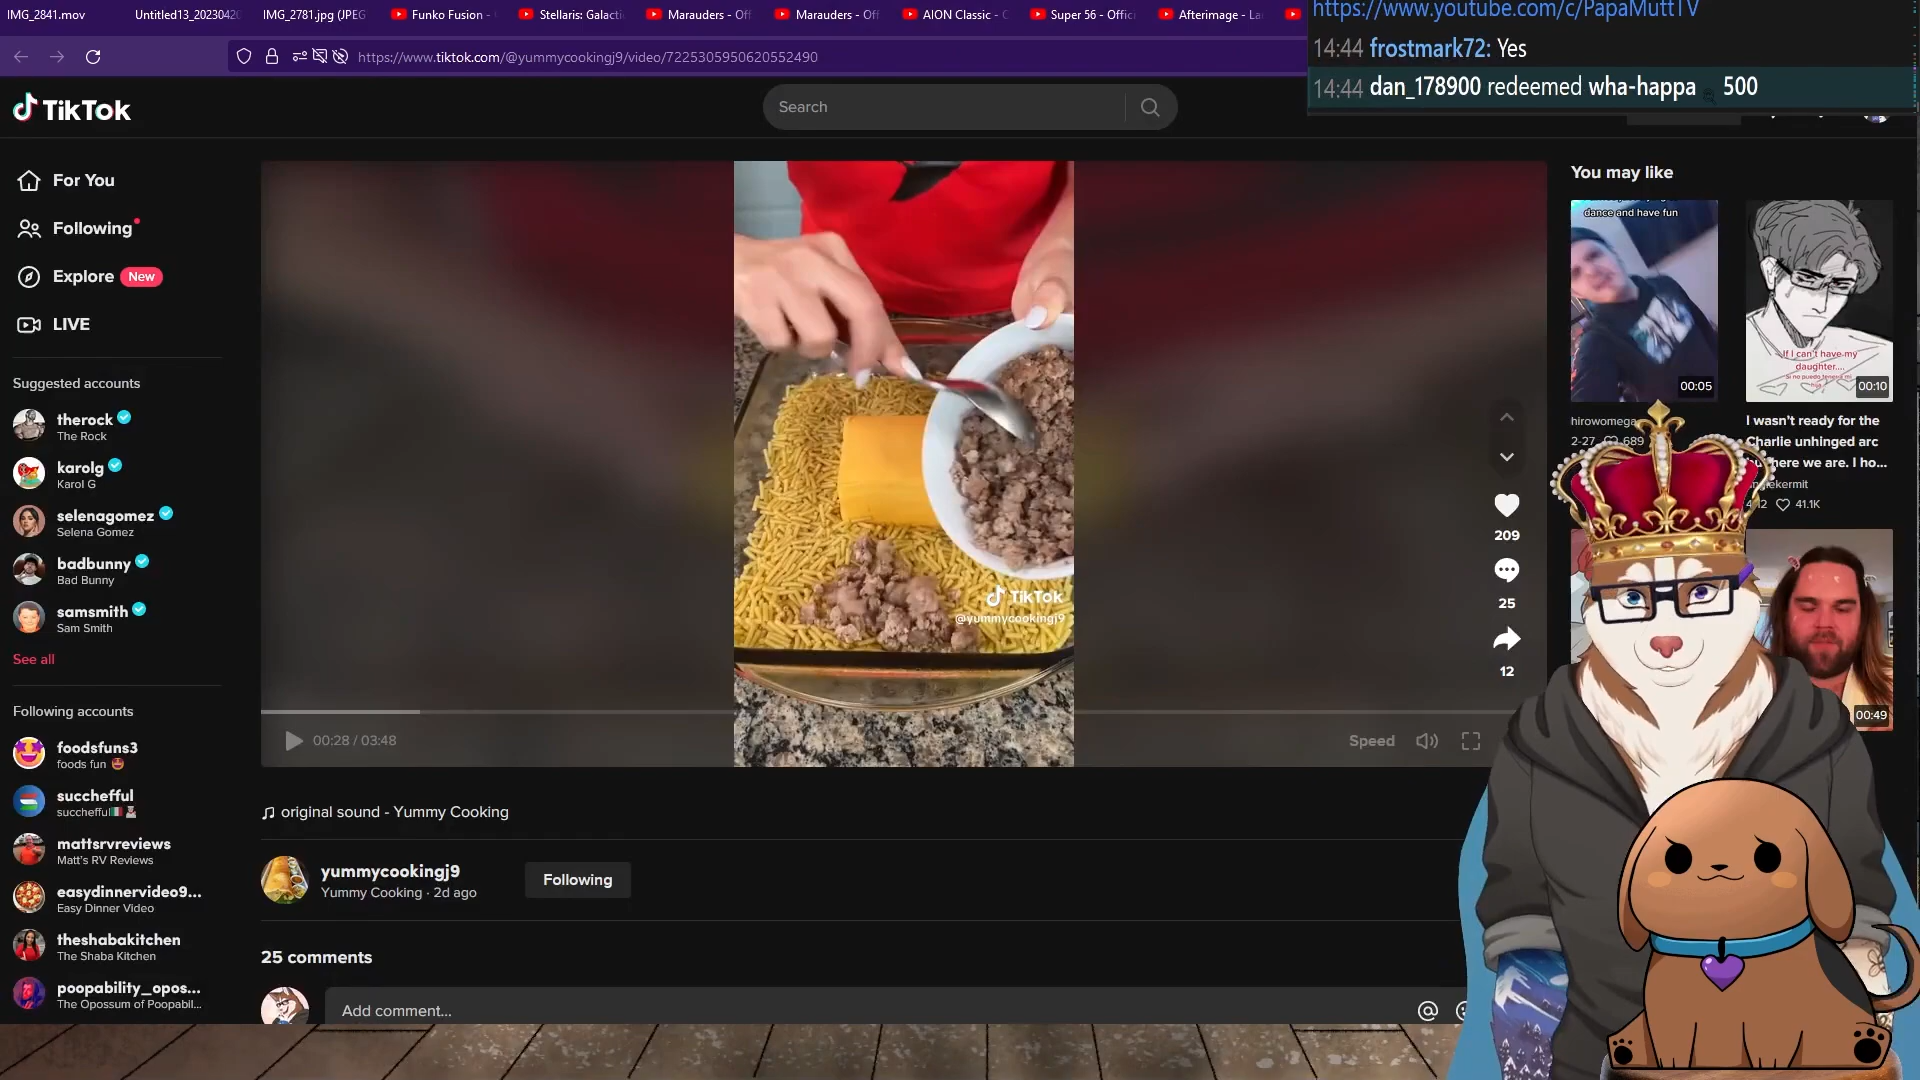 IMG_2841.mov
Untitled13_20230420
IMG_2781.jpg (JPEG
Funko Fusion -
Stellaris: Galacti
Marauders - Off
Marauders - Off
AION Classic -
Super 56 - Offic
Afterimage - La
https://www.youtube.com/c/PapaMuttTV
14:44 frostmark72: Yes
14:44 dan_178900 redeemed wha-happa 500
https://www.tiktok.com/@yummycookingj9/video/7225305950620552490
TikTok
Search
For You
Following
Explore New
LIVE
Suggested accounts
therock
The Rock
karolg
Karol G
selenagomez
Selena Gomez
badbunny
Bad Bunny
samsmith
Sam Smith
See all
Following accounts
foodsfuns3
foods fun
succhefful
succhefful
mattsrvreviews
Matt's RV Reviews
easydinnervideo9...
Easy Dinner Video
theshabakitchen
The Shaba Kitchen
poopability_opos...
The Opossum of Poopabil...
TikTok
@yummycookingj9
209
25
12
00:28 / 03:48
Speed
original sound - Yummy Cooking
yummycookingj9
Yummy Cooking · 2d ago
Following
25 comments
Add comment...
You may like
dance and have fun
00:05
hirowomega
2-27 689
If I can't have my
daughter....
00:10
I wasn't ready for the
Charlie unhinged arc
here we are. I ho...
41.1K
00:49